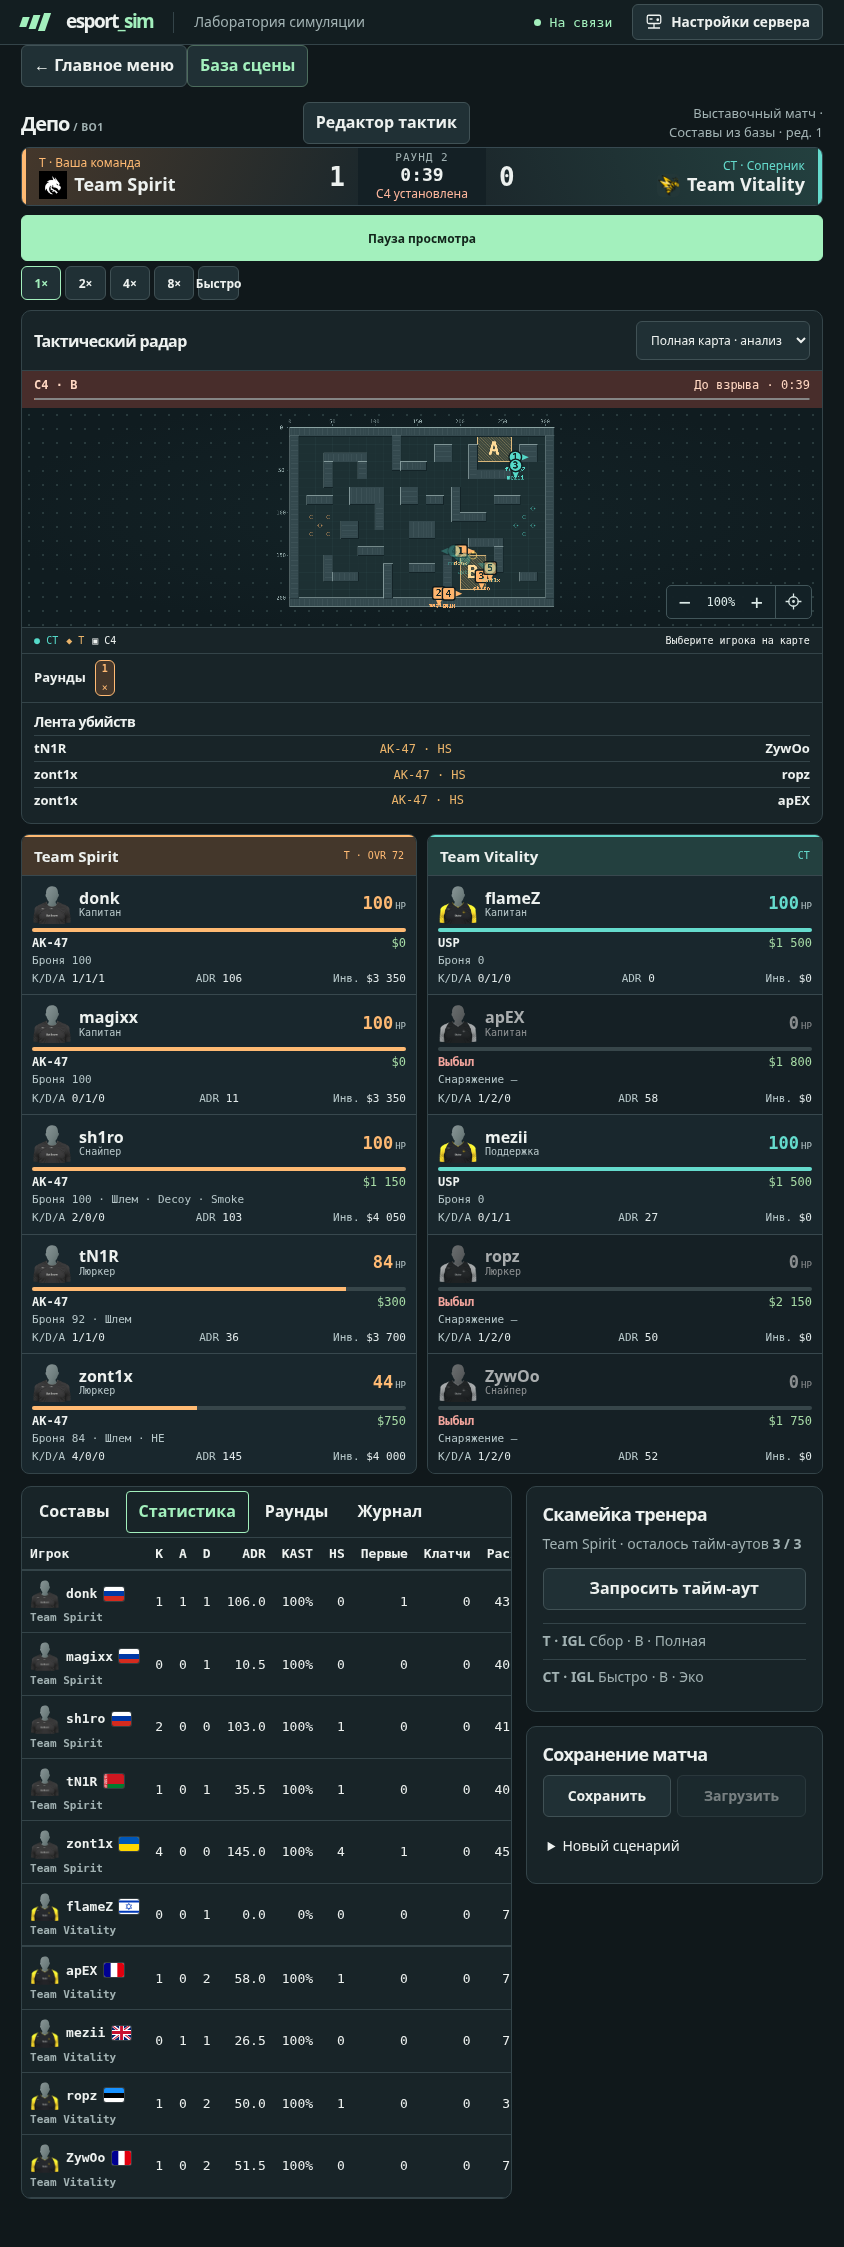 esport_sim
Лаборатория симуляции
На связи
Настройки сервера
← Главное меню
База сцены
Депо / BO1
Редактор тактик
Выставочный матч ·
Составы из базы · ред. 1
T · Ваша команда
Team Spirit
1
РАУНД 2
0:39
C4 установлена
0
CT · Соперник
Team Vitality
Пауза просмотра
1×
2×
4×
8×
Быстро
Тактический радар
Полная карта · анализ
C4 · B
До взрыва · 0:39
0 50 100 150 200 250 300
0
50
100
150
200
A
1
3
1
B
5
3
2 4
− 100% +
● CT ◆ T ▣ C4
Выберите игрока на карте
Раунды
1
×
Лента убийств
tN1R AK-47 · HS ZywOo
zont1x AK-47 · HS ropz
zont1x AK-47 · HS apEX
Team Spirit
T · OVR 72
donk
Капитан
100 HP
AK-47 $0
Броня 100
K/D/A 1/1/1 ADR 106 Инв. $3 350
magixx
Капитан
100 HP
AK-47 $0
Броня 100
K/D/A 0/1/0 ADR 11 Инв. $3 350
sh1ro
Снайпер
100 HP
AK-47 $1 150
Броня 100 · Шлем · Decoy · Smoke
K/D/A 2/0/0 ADR 103 Инв. $4 050
tN1R
Люркер
84 HP
AK-47 $300
Броня 92 · Шлем
K/D/A 1/1/0 ADR 36 Инв. $3 700
zont1x
Люркер
44 HP
AK-47 $750
Броня 84 · Шлем · HE
K/D/A 4/0/0 ADR 145 Инв. $4 000
Team Vitality
CT
flameZ
Капитан
100 HP
USP $1 500
Броня 0
K/D/A 0/1/0 ADR 0 Инв. $0
apEX
Капитан
0 HP
Выбыл $1 800
Снаряжение —
K/D/A 1/2/0 ADR 58 Инв. $0
mezii
Поддержка
100 HP
USP $1 500
Броня 0
K/D/A 0/1/1 ADR 27 Инв. $0
ropz
Люркер
0 HP
Выбыл $2 150
Снаряжение —
K/D/A 1/2/0 ADR 50 Инв. $0
ZywOo
Снайпер
0 HP
Выбыл $1 750
Снаряжение —
K/D/A 1/2/0 ADR 52 Инв. $0
Составы
Статистика
Раунды
Журнал
Игрок K A D ADR KAST HS Первые Клатчи Рас
donk 1 1 1 106.0 100% 0 1 0 43
Team Spirit
magixx 0 0 1 10.5 100% 0 0 0 40
Team Spirit
sh1ro 2 0 0 103.0 100% 1 0 0 41
Team Spirit
tN1R 1 0 1 35.5 100% 1 0 0 40
Team Spirit
zont1x 4 0 0 145.0 100% 4 1 0 45
Team Spirit
flameZ 0 0 1 0.0 0% 0 0 0 7
Team Vitality
apEX 1 0 2 58.0 100% 1 0 0 7
Team Vitality
mezii 0 1 1 26.5 100% 0 0 0 7
Team Vitality
ropz 1 0 2 50.0 100% 1 0 0 3
Team Vitality
ZywOo 1 0 2 51.5 100% 0 0 0 7
Team Vitality
Скамейка тренера
Team Spirit · осталось тайм-аутов 3 / 3
Запросить тайм-аут
T · IGL Сбор · B · Полная
CT · IGL Быстро · B · Эко
Сохранение матча
Сохранить
Загрузить
▶ Новый сценарий